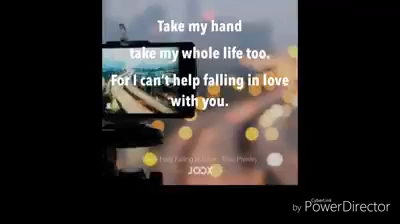 Take my hand
take my whole life too.
For I can't help falling in love
with you.
JOOX
CyberLink
by PowerDirector